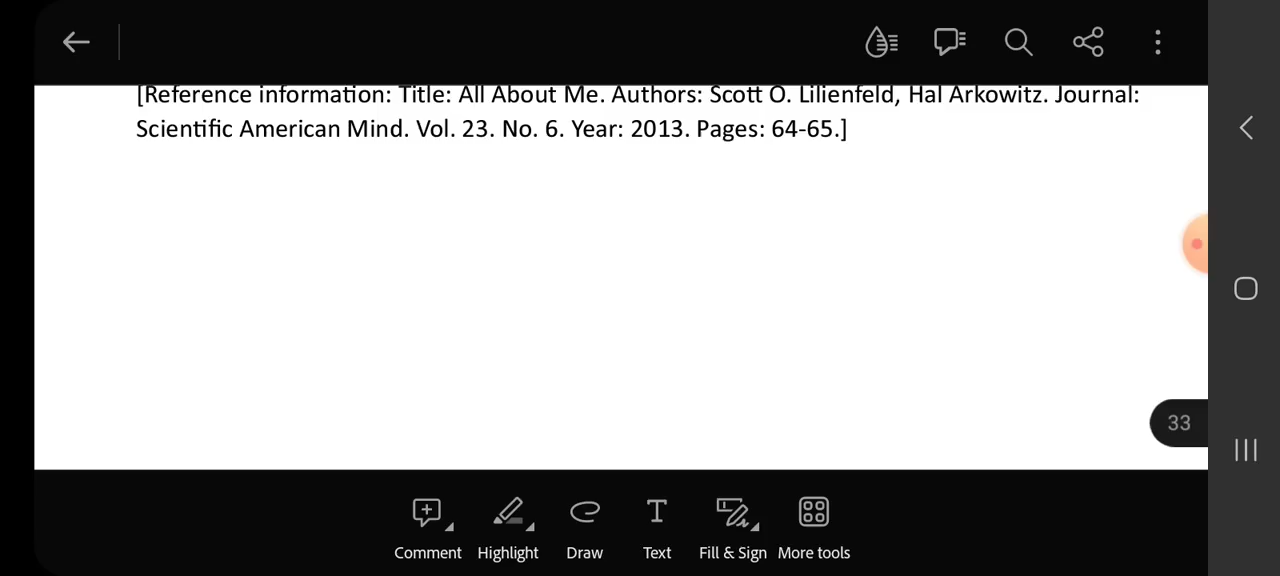 [Reference information: Title: All About Me. Authors: Scott O. Lilienfeld, Hal Arkowitz. Journal:
Scientific American Mind. Vol. 23. No. 6. Year: 2013. Pages: 64-65.]
33
Comment Highlight Draw Text Fill & Sign More tools